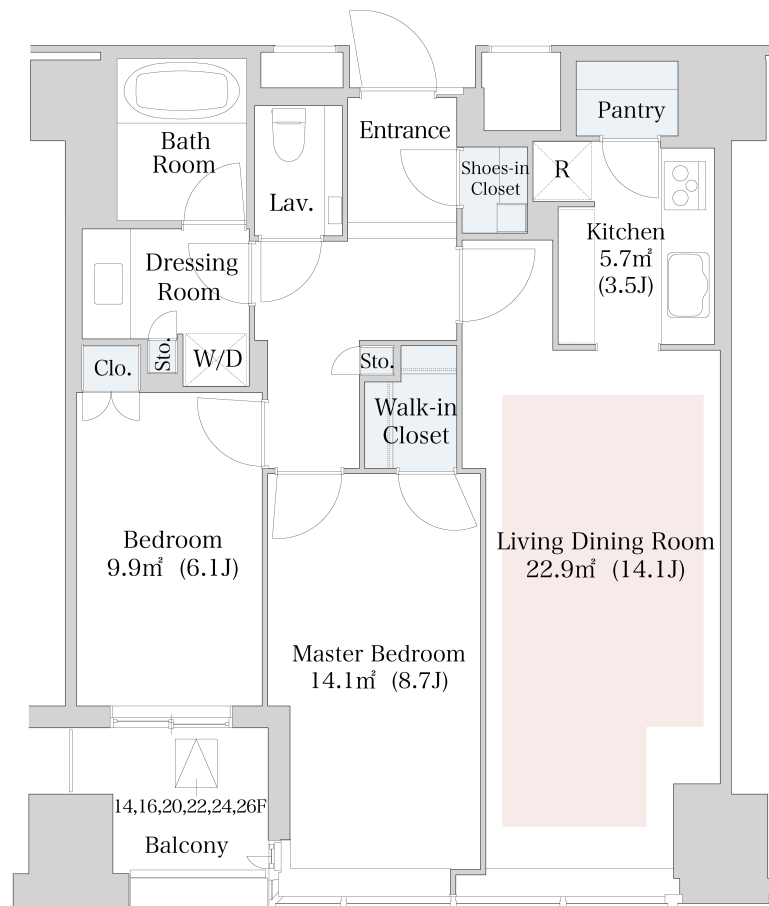 Pantry
Entrance
Bath
Room
Shoes-in
Closet
R
Lav.
Kitchen
5.7㎡
(3.5J)
Dressing
Room
Sto.
W/D
Clo.
Sto.
Walk-in
Closet
Bedroom
9.9㎡ (6.1J)
Living Dining Room
22.9㎡ (14.1J)
Master Bedroom
14.1㎡ (8.7J)
14,16,20,22,24,26F
Balcony